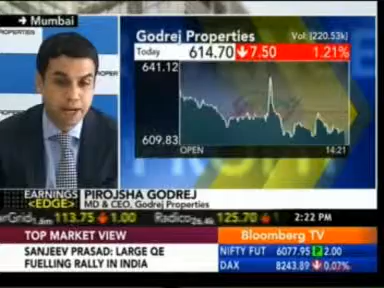 Mumbai
Godrej Properties
Vol: (220.53k)
Today
614.70
7.50
1.21%
641.12
609.83
OPEN
14:21
EARNINGS
<EDGE>
PIROJSHA GODREJ
MD & CEO, Godrej Properties
erGrid
113.75
1.00
Radico
125.70
2:22 PM
TOP MARKET VIEW
Bloomberg TV
SANJEEV PRASAD: LARGE QE
FUELLING RALLY IN INDIA
NIFTY FUT 6077.95 2.00
DAX 8243.89 0.07%